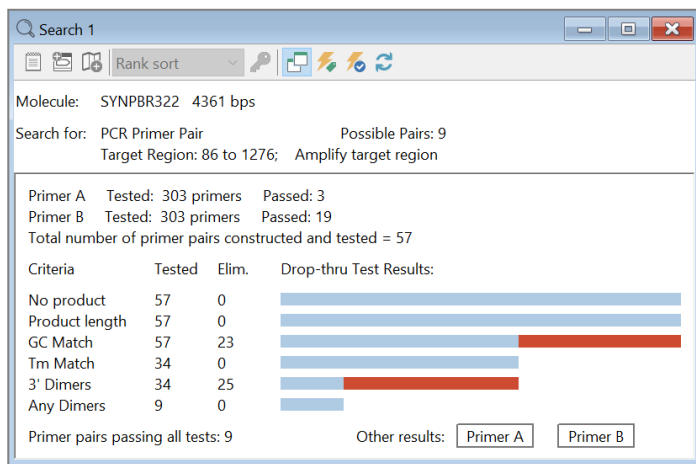 Search 1
Rank sort
Molecule: SYNPBR322 4361 bps
Search for: PCR Primer Pair Possible Pairs: 9
Target Region: 86 to 1276; Amplify target region
Primer A Tested: 303 primers Passed: 3
Primer B Tested: 303 primers Passed: 19
Total number of primer pairs constructed and tested = 57
Criteria Tested Elim. Drop-thru Test Results:
No product 57 0
Product length 57 0
GC Match 57 23
Tm Match 34 0
3' Dimers 34 25
Any Dimers 9 0
Primer pairs passing all tests: 9 Other results: Primer A Primer B